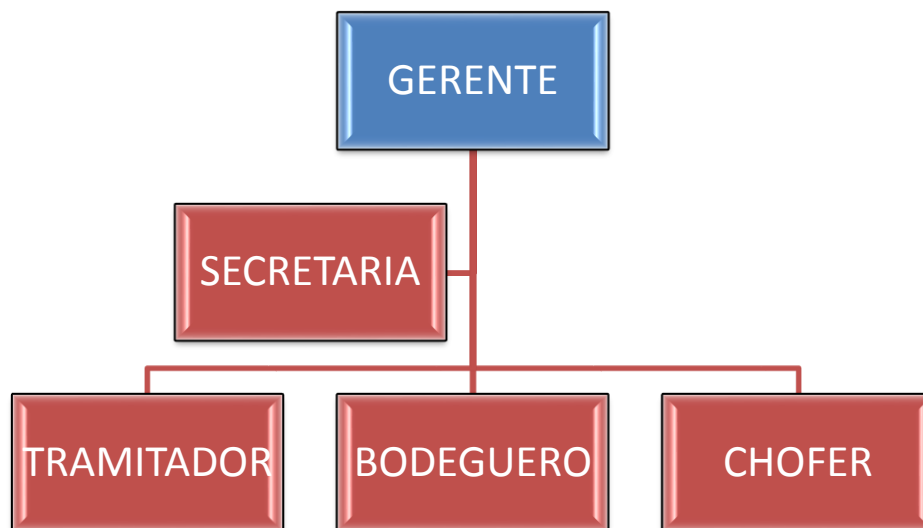 GERENTE
SECRETARIA
TRAMITADOR
BODEGUERO
CHOFER